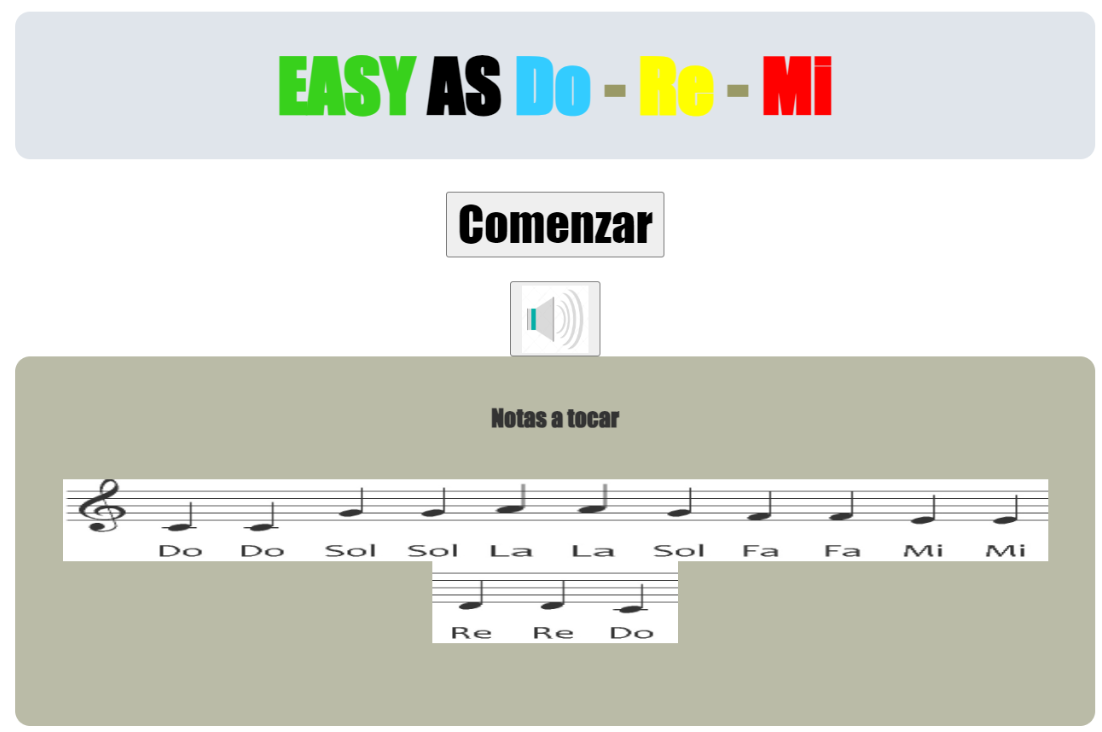 EASY AS Do - Re - Mi
Comenzar
Notas a tocar
Do Do Sol Sol La La Sol Fa Fa Mi Mi
Re Re Do